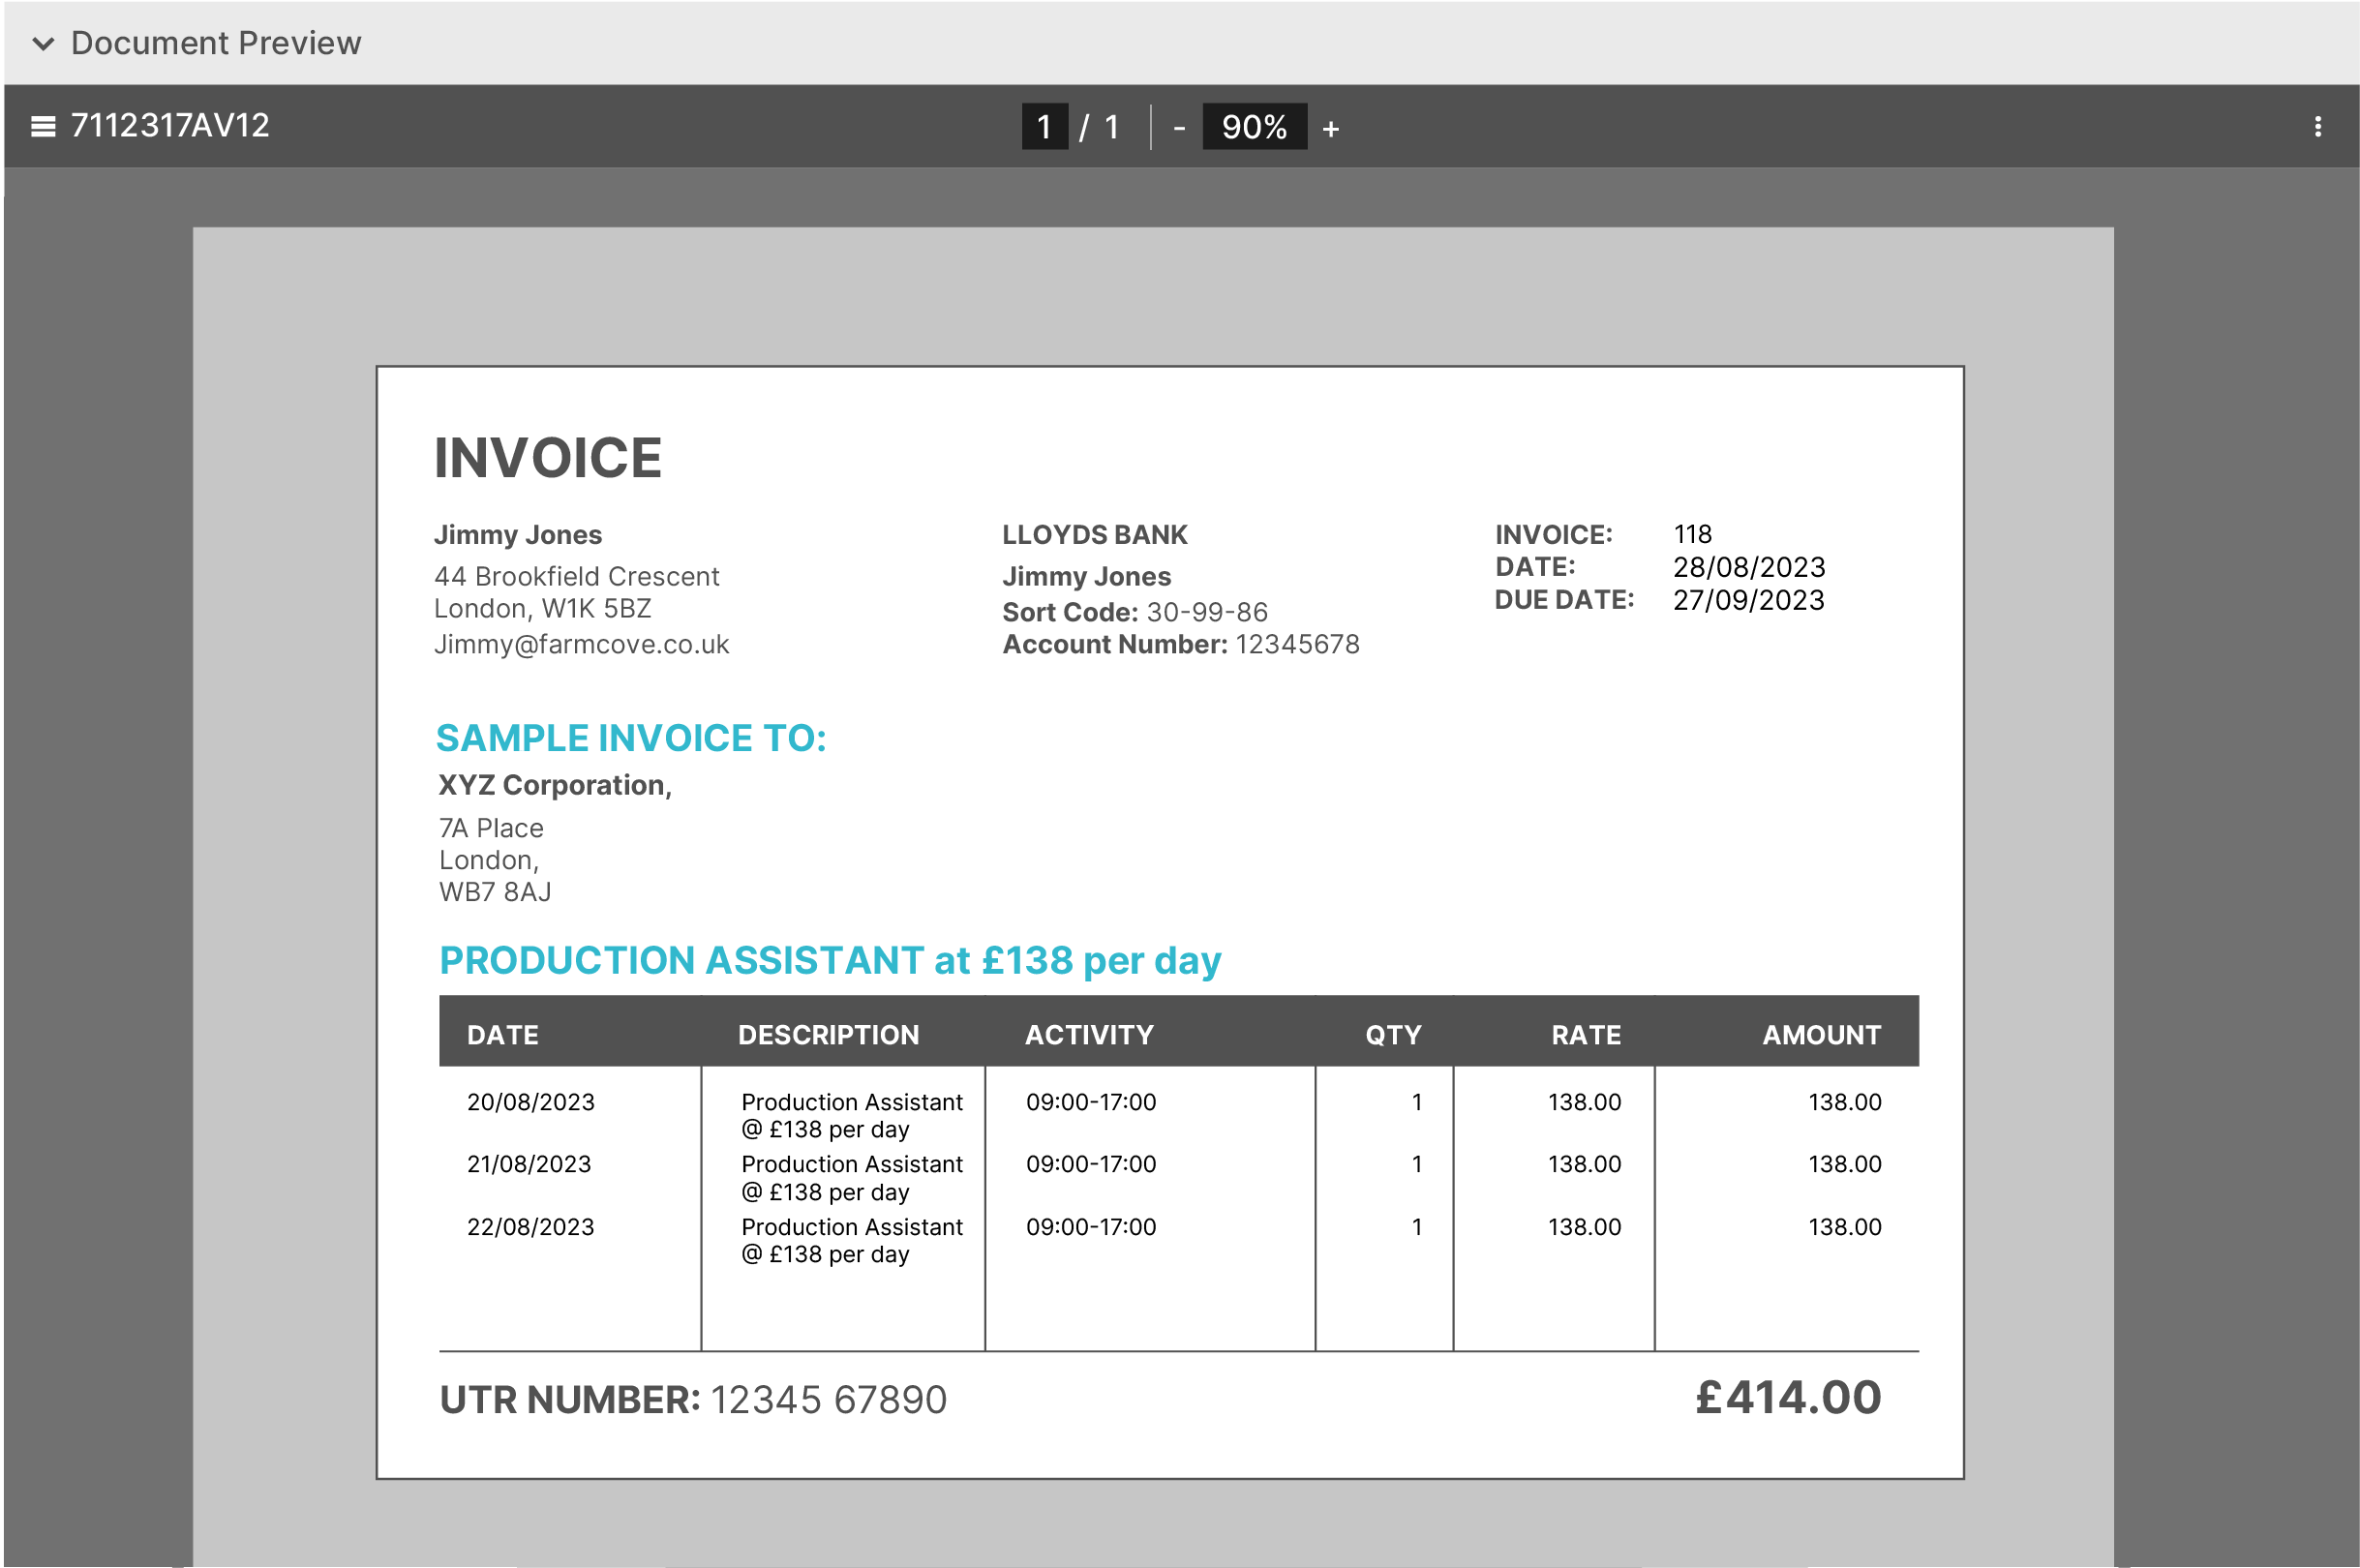 Document Preview
7112317AV12
1 / 1 - 90% +
INVOICE
Jimmy Jones
44 Brookfield Crescent
London, W1K 5BZ
Jimmy@farmcove.co.uk
LLOYDS BANK
Jimmy Jones
Sort Code: 30-99-86
Account Number: 12345678
INVOICE: 118
DATE: 28/08/2023
DUE DATE: 27/09/2023
SAMPLE INVOICE TO:
XYZ Corporation,
7A Place
London,
WB7 8AJ
PRODUCTION ASSISTANT at £138 per day
DATE DESCRIPTION ACTIVITY QTY RATE AMOUNT
20/08/2023 Production Assistant 09:00-17:00 1 138.00 138.00
@ £138 per day
21/08/2023 Production Assistant 09:00-17:00 1 138.00 138.00
@ £138 per day
22/08/2023 Production Assistant 09:00-17:00 1 138.00 138.00
@ £138 per day
UTR NUMBER: 12345 67890 £414.00